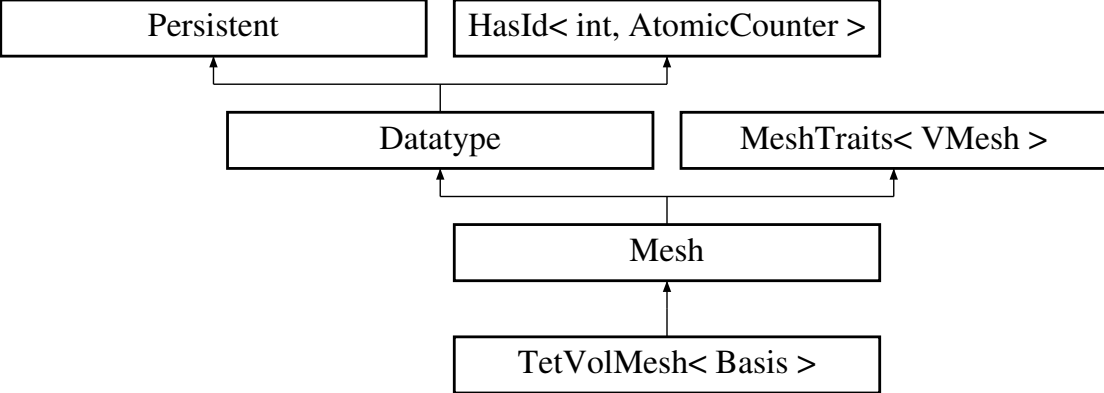 Persistent
HasId< int, AtomicCounter >
Datatype
MeshTraits< VMesh >
Mesh
TetVolMesh< Basis >